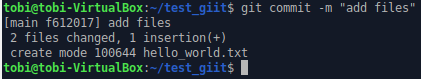 tobi@tobi-VirtualBox:~/test_giit$ git commit -m "add files"
[main f612017] add files
 2 files changed, 1 insertion(+)
 create mode 100644 hello_world.txt
tobi@tobi-VirtualBox:~/test_giit$